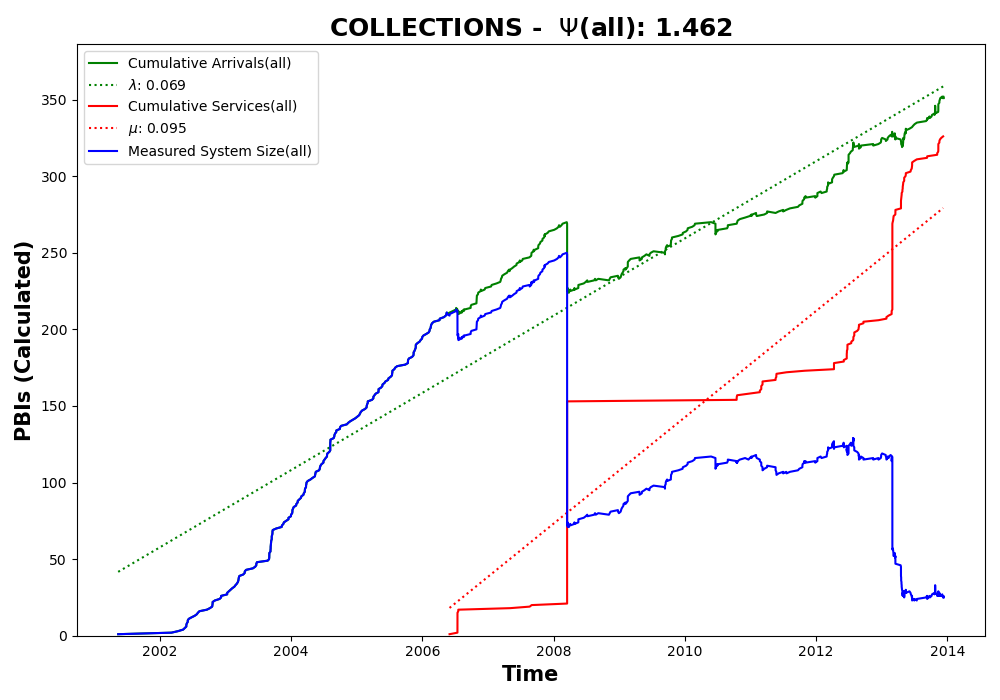 COLLECTIONS - Ψ(all): 1.462
Cumulative Arrivals(all)
λ: 0.069
Cumulative Services(all)
μ: 0.095
Measured System Size(all)
PBIs (Calculated)
350
300
250
200
150
100
50
0
2002 2004 2006 2008 2010 2012 2014
Time